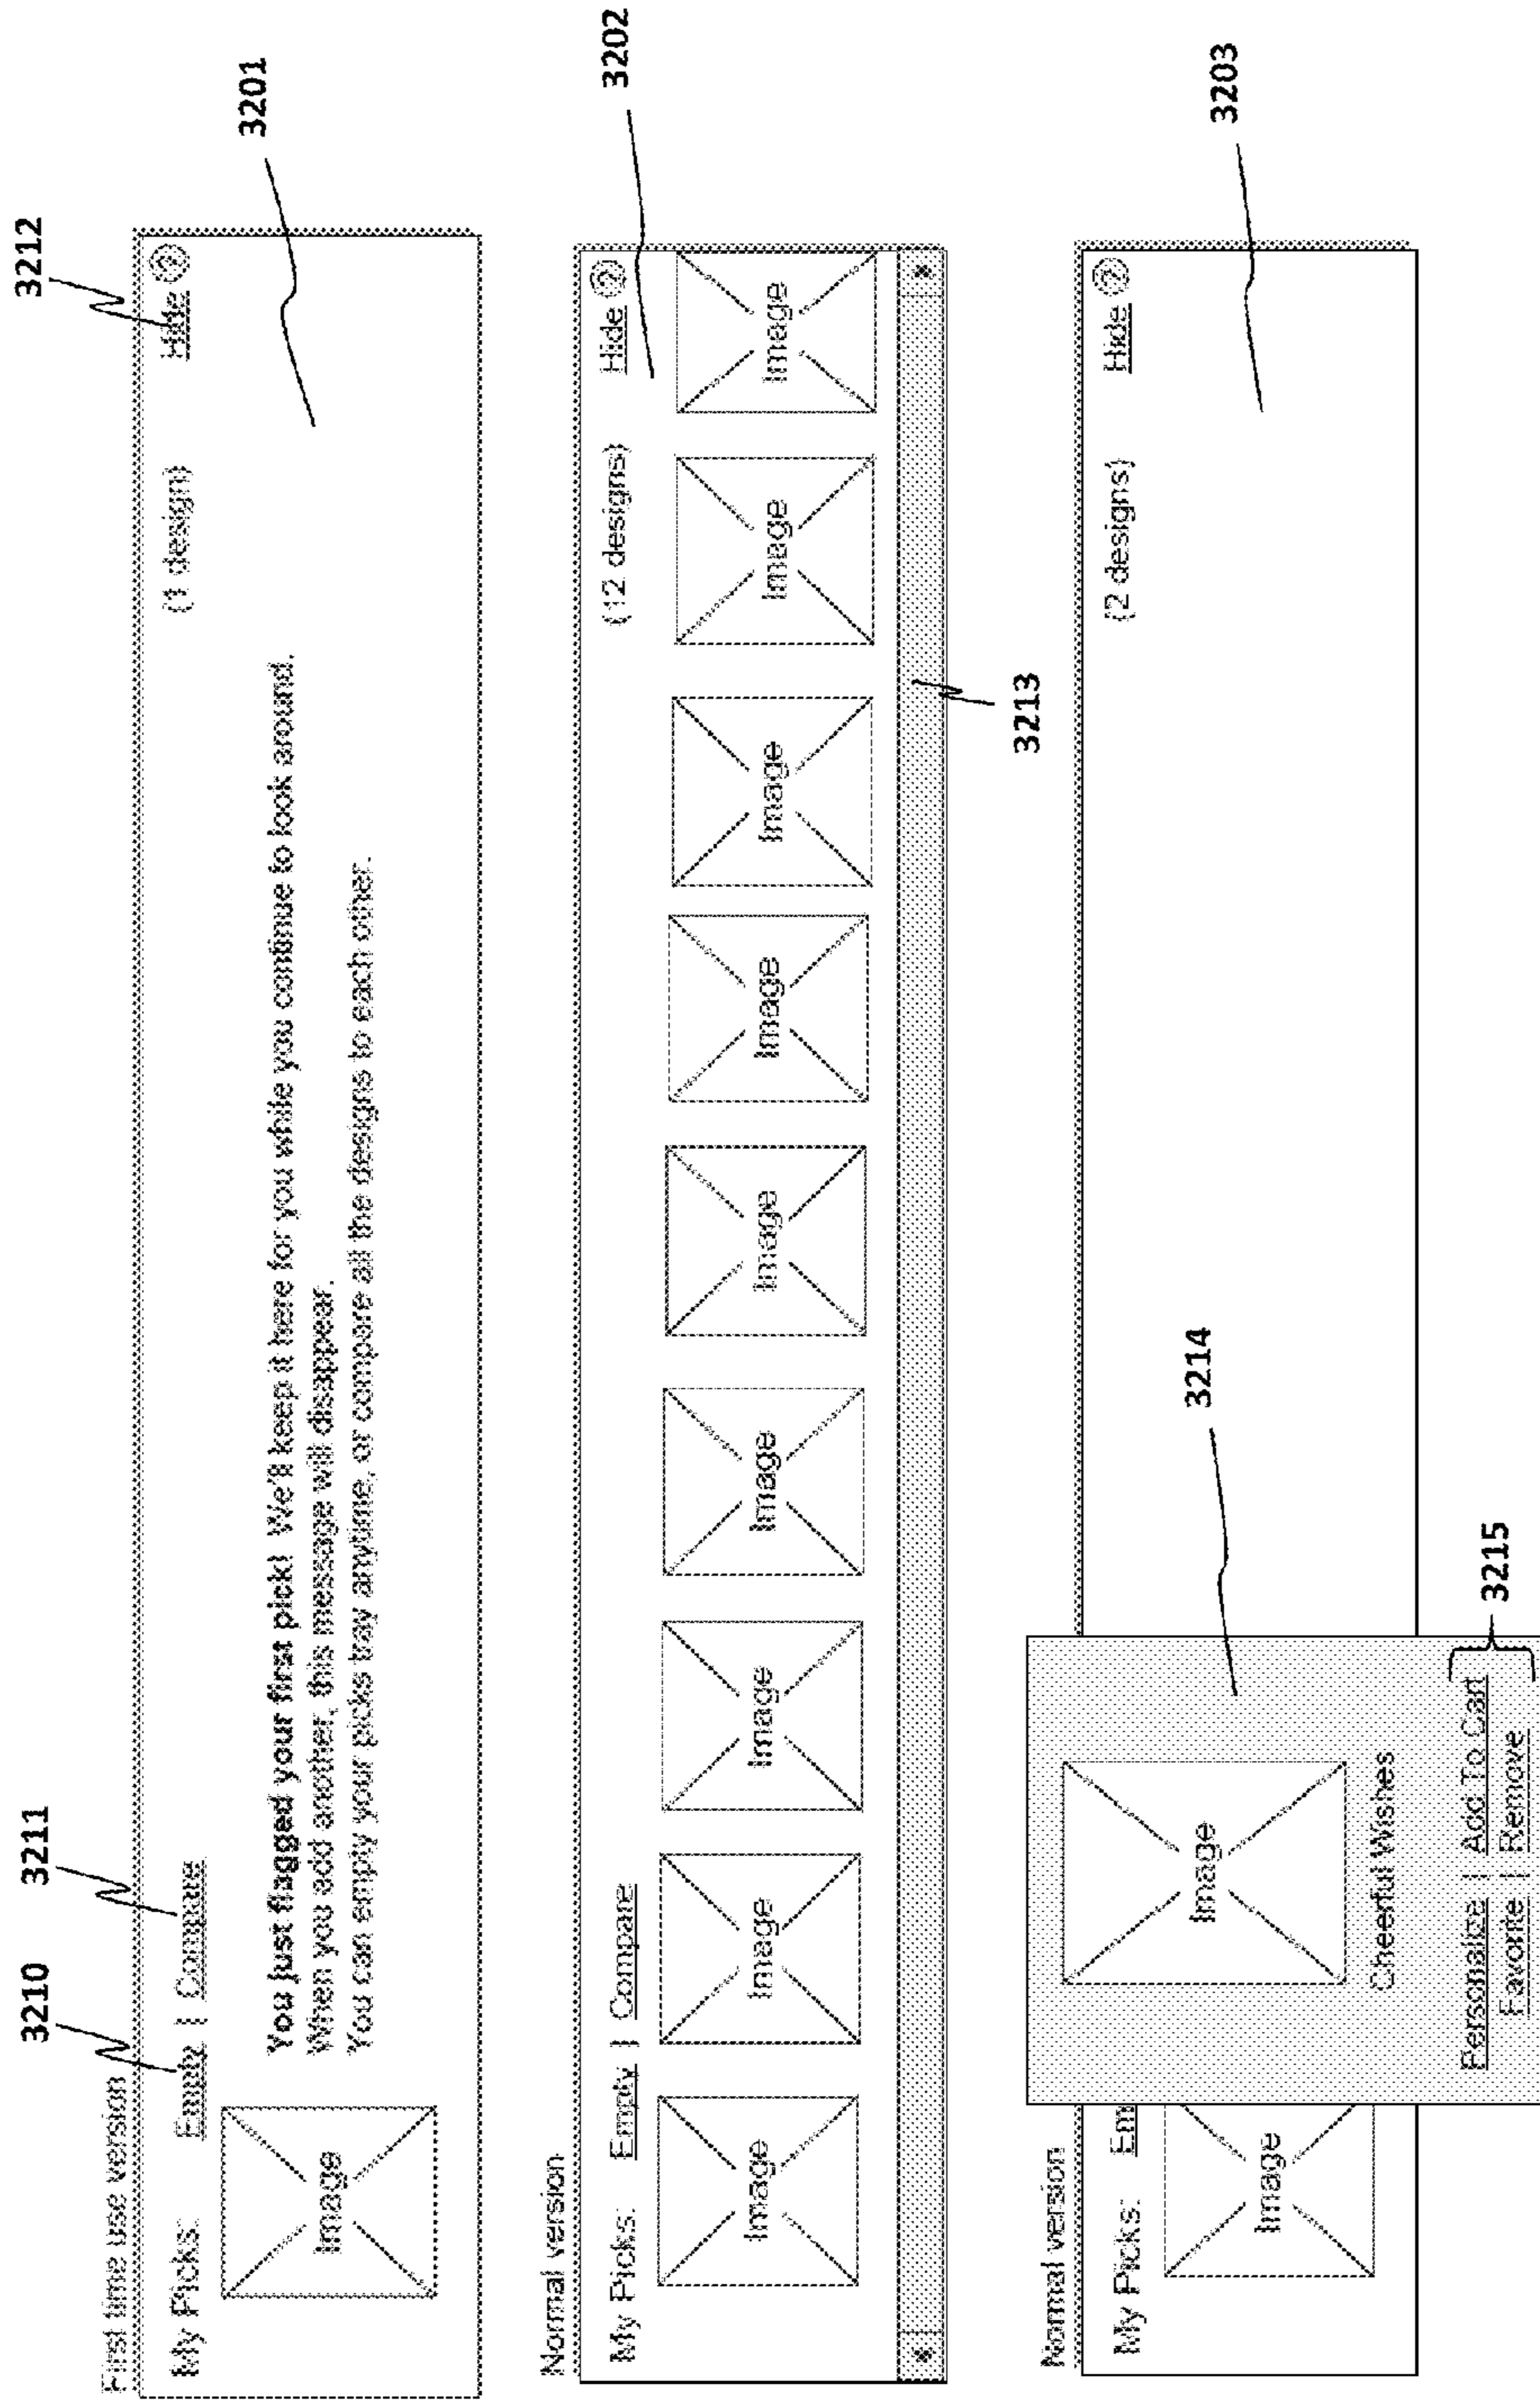 3210
3211
3212
First time use version
My Picks: Empty | Compare (1 design) Hide ?
Image
You just flagged your first pick! We'll keep it here for you while you continue to look around.
When you add another, this message will disappear.
You can empty your picks tray anytime, or compare all the designs to each other.
3201
Normal version
My Picks: Empty | Compare (12 designs) Hide ?
3202
Image Image Image Image Image Image Image Image Image
3213
Normal version
My Picks: Em (2 designs) Hide ?
3203
Image
Image
3214
Cheerful Wishes
Personalize | Add To Cart
Favorite | Remove
3215